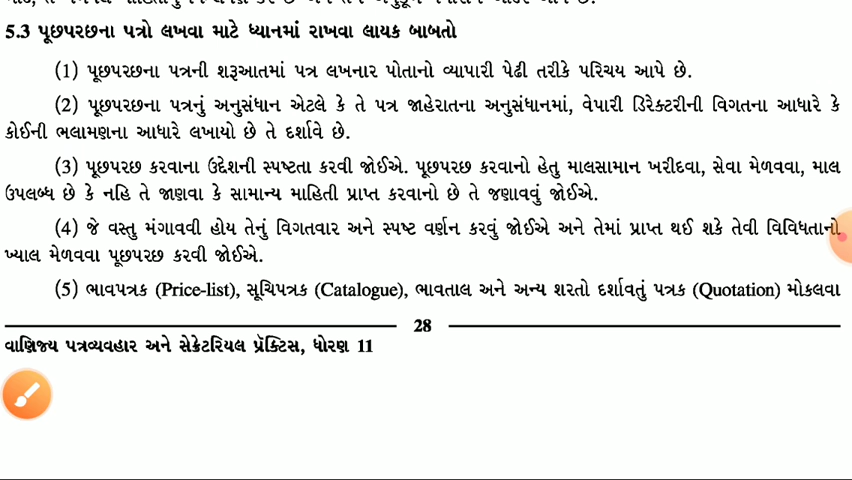 5.3 પૂછપરછના પત્રો લખવા માટે ધ્યાનમાં રાખવા લાયક બાબતો
(1) પૂછપરછના પત્રની શરૂઆતમાં પત્ર લખનાર પોતાનો વ્યાપારી પેઢી તરીકે પરિચય આપે છે.
(2) પૂછપરછના પત્રનું અનુસંધાન એટલે કે તે પત્ર જાહેરાતના અનુસંધાનમાં, વેપારી ડિરેક્ટરીની વિગતના આધારે કે
કોઈની ભલામણના આધારે લખાયો છે તે દર્શાવે છે.
(3) પૂછપરછ કરવાના ઉદ્દેશની સ્પષ્ટતા કરવી જોઈએ. પૂછપરછ કરવાનો હેતુ માલસામાન ખરીદવા, સેવા મેળવવા, માલ
ઉપલબ્ધ છે કે નહિ તે જાણવા કે સામાન્ય માહિતી પ્રાપ્ત કરવાનો છે તે જણાવવું જોઈએ.
(4) જે વસ્તુ મંગાવવી હોય તેનું વિગતવાર અને સ્પષ્ટ વર્ણન કરવું જોઈએ અને તેમાં પ્રાપ્ત થઈ શકે તેવી વિવિધતાનો
ખ્યાલ મેળવવા પૂછપરછ કરવી જોઈએ.
(5) ભાવપત્રક (Price-list), સૂચિપત્રક (Catalogue), ભાવતાલ અને અન્ય શરતો દર્શાવતું પત્રક (Quotation) મોકલવા
28
વાણિજ્ય પત્રવ્યવહાર અને સેક્રેટરિયલ પ્રૅક્ટિસ, ધોરણ 11